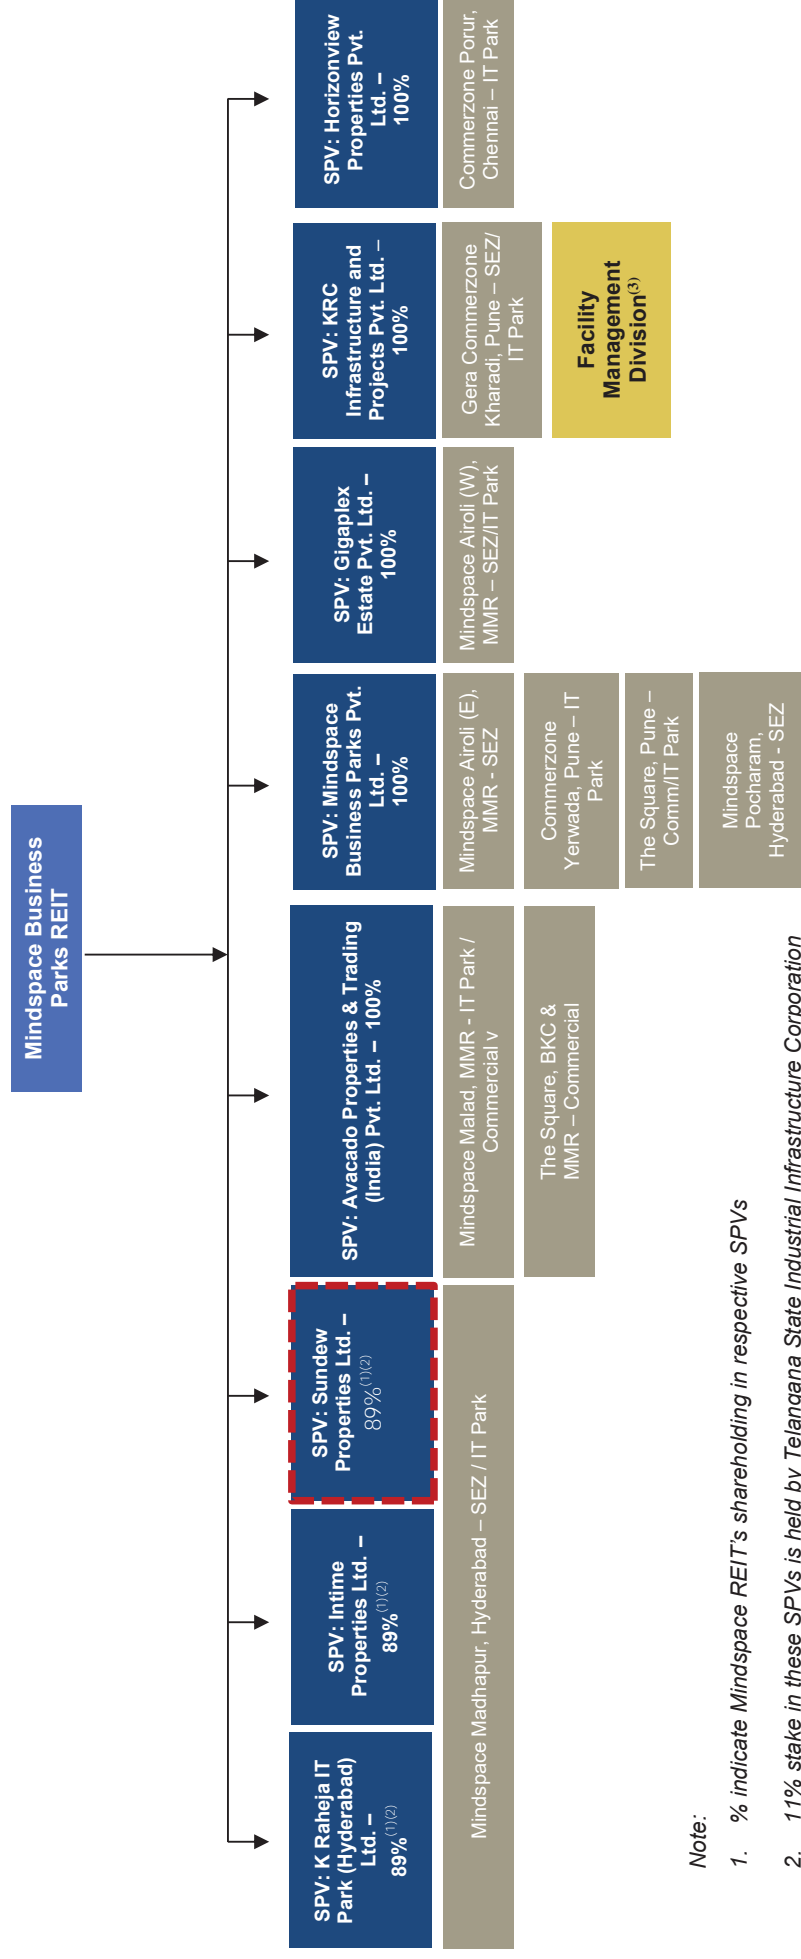 Mindspace Business
Parks REIT
SPV: K Raheja IT
Park (Hyderabad)
Ltd. –
89%(1)(2)
SPV: Intime
Properties Ltd. –
89%(1)(2)
SPV: Sundew
Properties Ltd. –
89%(1)(2)
SPV: Avacado Properties & Trading
(India) Pvt. Ltd. – 100%
SPV: Mindspace
Business Parks Pvt.
Ltd. –
100%
SPV: Gigaplex
Estate Pvt. Ltd. –
100%
SPV: KRC
Infrastructure and
Projects Pvt. Ltd. –
100%
SPV: Horizonview
Properties Pvt.
Ltd. –
100%
Mindspace Madhapur, Hyderabad – SEZ / IT Park
Mindspace Malad, MMR - IT Park /
Commercial v
The Square, BKC &
MMR – Commercial
Mindspace Airoli (E),
MMR - SEZ
Commerzone
Yerwada, Pune – IT
Park
The Square, Pune –
Comm/IT Park
Mindspace
Pocharam,
Hyderabad - SEZ
Mindspace Airoli (W),
MMR – SEZ/IT Park
Gera Commerzone
Kharadi, Pune – SEZ/
IT Park
Facility
Management
Division(3)
Commerzone Porur,
Chennai – IT Park
Note:
1. % indicate Mindspace REIT's shareholding in respective SPVs
2. 11% stake in these SPVs is held by Telangana State Industrial Infrastructure Corporation